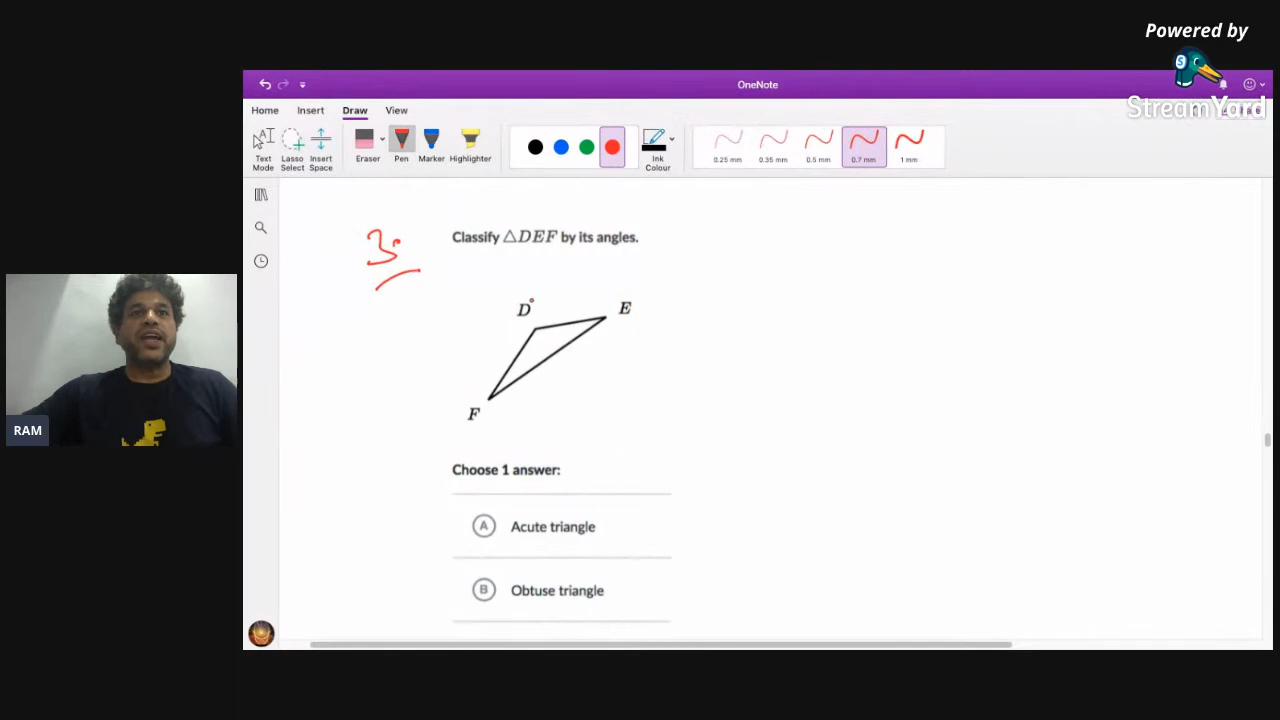 Powered by
S
StreamYard
OneNote
Home Insert Draw View
Text Mode
Lasso Select
Insert Space
Eraser
Pen
Marker
Highlighter
Ink Colour
0.25 mm
0.35 mm
0.5 mm
0.7 mm
1 mm
3.
Classify △DEF by its angles.
D
E
F
Choose 1 answer:
A Acute triangle
B Obtuse triangle
RAM